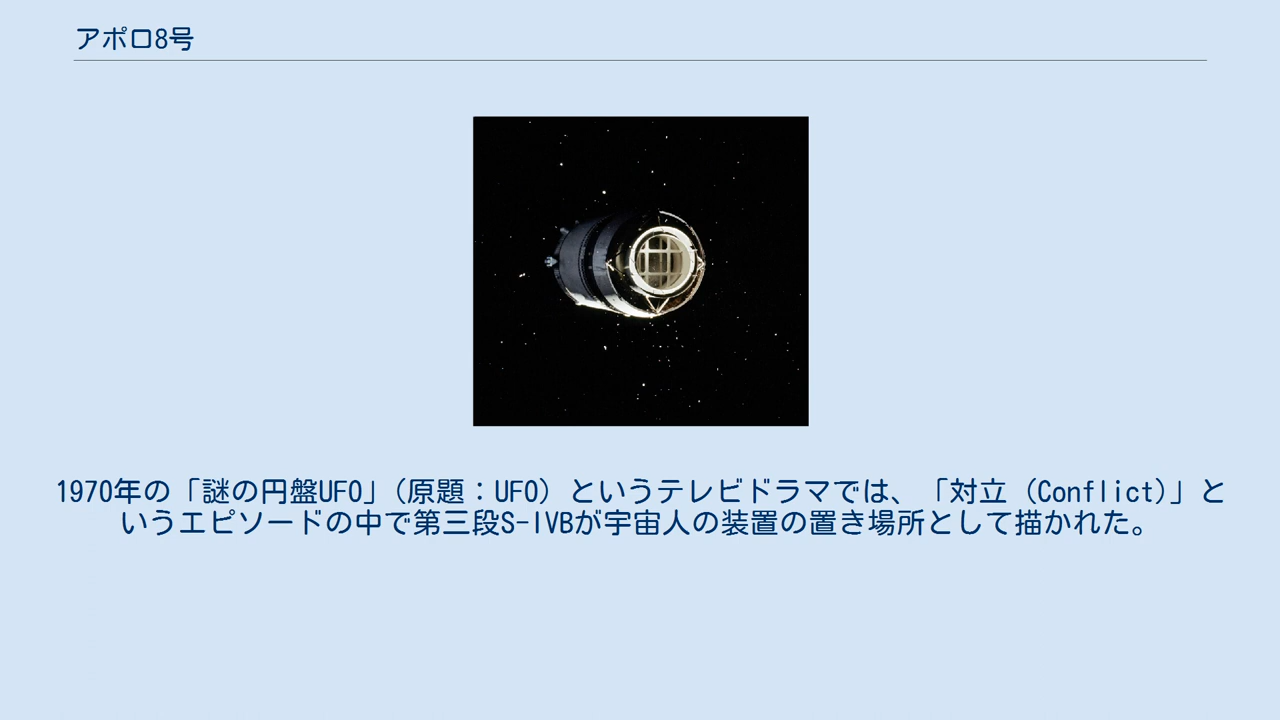 アポロ8号
1970年の「謎の円盤UFO」(原題：UFO) というテレビドラマでは、「対立 (Conflict)」と
いうエピソードの中で第三段S-IVBが宇宙人の装置の置き場所として描かれた。